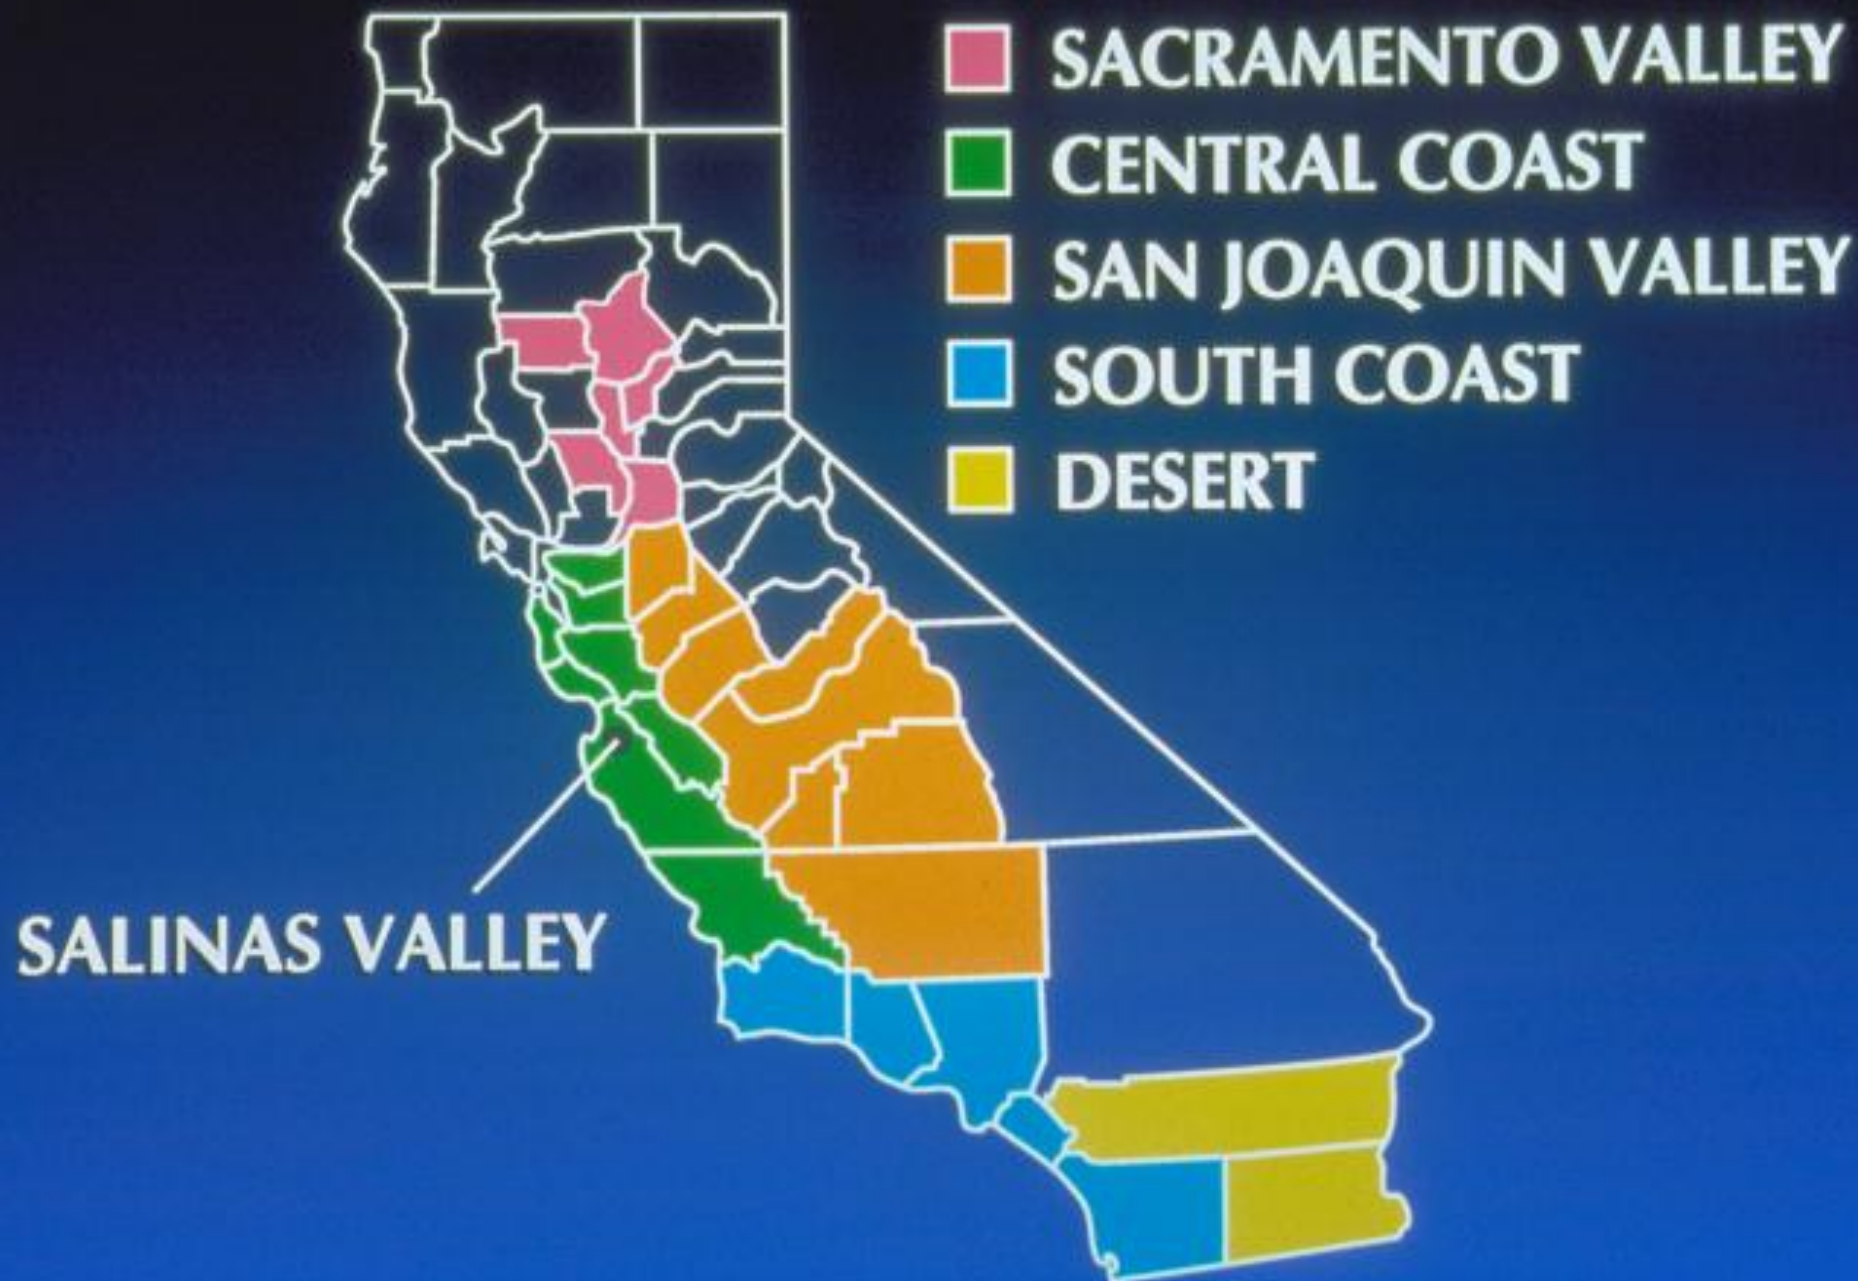 SACRAMENTO VALLEY
CENTRAL COAST
SAN JOAQUIN VALLEY
SOUTH COAST
DESERT
SALINAS VALLEY